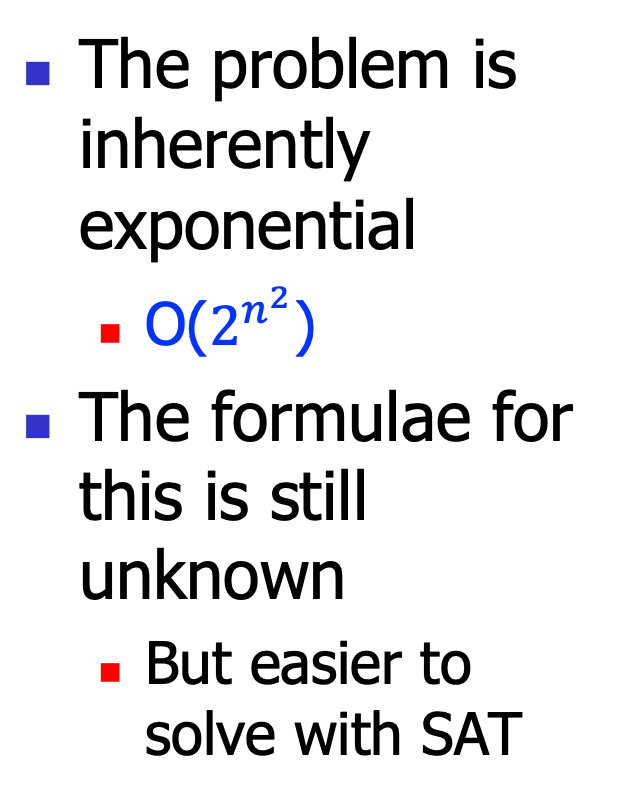 The problem is
inherently
exponential
O(2^{n^2})
The formulae for
this is still
unknown
But easier to
solve with SAT